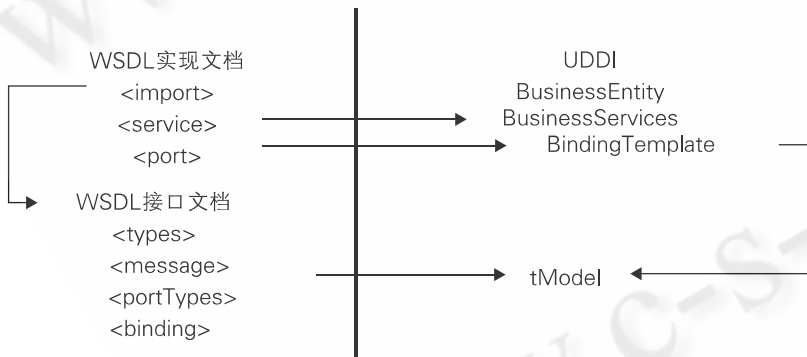 WSDL实现文档
<import>
<service>
<port>
WSDL接口文档
<types>
<message>
<portTypes>
<binding>
UDDI
BusinessEntity
BusinessServices
BindingTemplate
tModel